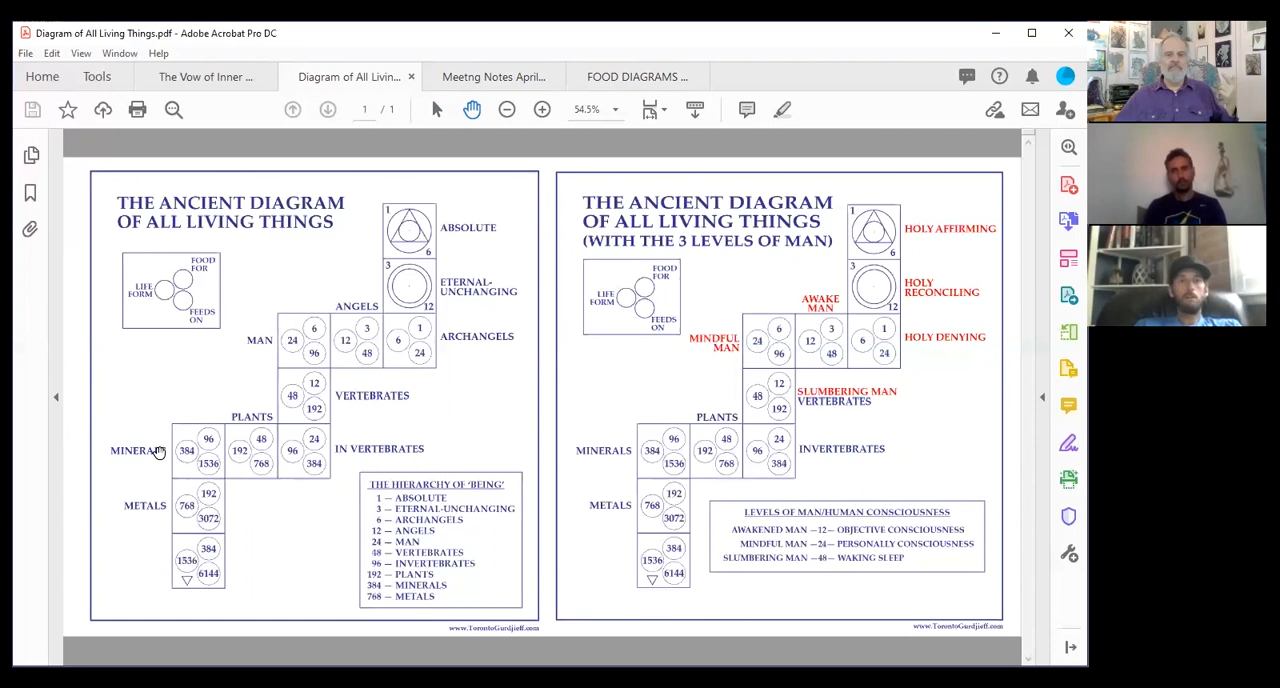 Diagram of All Living Things.pdf - Adobe Acrobat Pro DC
File Edit View Window Help
Home Tools The Vow of Inner ... Diagram of All Livin... × Meetng Notes April... FOOD DIAGRAMS ...
1 / 1 54.5%
THE ANCIENT DIAGRAM
OF ALL LIVING THINGS
1
6
ABSOLUTE
FOOD
FOR
LIFE
FORM
FEEDS
ON
3
12
ETERNAL-
UNCHANGING
ANGELS
MAN
24 6 96
12 3 48
6 1 24
ARCHANGELS
48 12 192
VERTEBRATES
PLANTS
MINERALS
384 96 1536
192 48 768
96 24 384
IN VERTEBRATES
METALS
768 192 3072
1536 384 6144
THE HIERARCHY OF 'BEING'
1 — ABSOLUTE
3 — ETERNAL-UNCHANGING
6 — ARCHANGELS
12 — ANGELS
24 — MAN
48 — VERTEBRATES
96 — INVERTEBRATES
192 — PLANTS
384 — MINERALS
768 — METALS
www.TorontoGurdjieff.com
THE ANCIENT DIAGRAM
OF ALL LIVING THINGS
(WITH THE 3 LEVELS OF MAN)
1
6
HOLY AFFIRMING
FOOD
FOR
LIFE
FORM
FEEDS
ON
3
12
HOLY
RECONCILING
AWAKE
MAN
MINDFUL
MAN
24 6 96
12 3 48
6 1 24
HOLY DENYING
48 12 192
SLUMBERING MAN
VERTEBRATES
PLANTS
MINERALS
384 96 1536
192 48 768
96 24 384
INVERTEBRATES
METALS
768 192 3072
1536 384 6144
LEVELS OF MAN/HUMAN CONSCIOUSNESS
AWAKENED MAN —12— OBJECTIVE CONSCIOUSNESS
MINDFUL MAN —24— PERSONALLY CONSCIOUSNESS
SLUMBERING MAN —48— WAKING SLEEP
www.TorontoGurdjieff.com